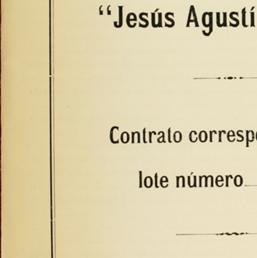 “Jesús Agustí
Contrato correspo
lote número